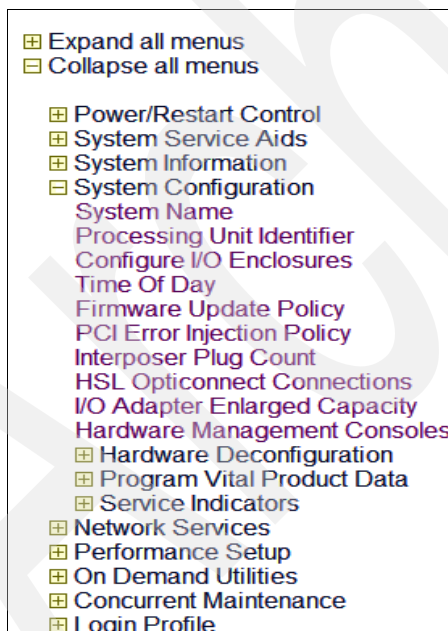 Expand all menus
Collapse all menus
Power/Restart Control
System Service Aids
System Information
System Configuration
System Name
Processing Unit Identifier
Configure I/O Enclosures
Time Of Day
Firmware Update Policy
PCI Error Injection Policy
Interposer Plug Count
HSL Opticonnect Connections
I/O Adapter Enlarged Capacity
Hardware Management Consoles
Hardware Deconfiguration
Program Vital Product Data
Service Indicators
Network Services
Performance Setup
On Demand Utilities
Concurrent Maintenance
Login Profile